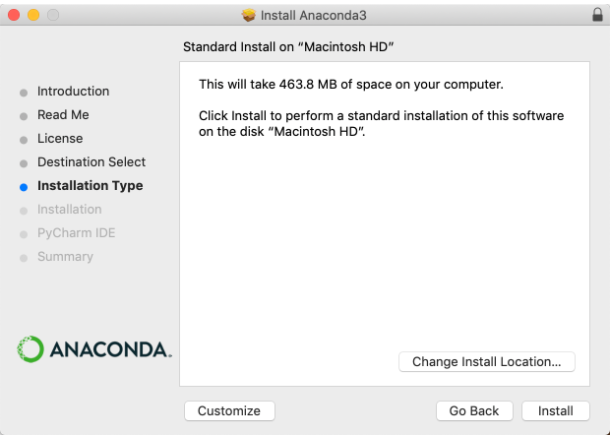 Install Anaconda3
Standard Install on “Macintosh HD”
Introduction
Read Me
License
Destination Select
Installation Type
Installation
PyCharm IDE
Summary
This will take 463.8 MB of space on your computer.
Click Install to perform a standard installation of this software
on the disk “Macintosh HD”.
ANACONDA.
Change Install Location...
Customize
Go Back
Install